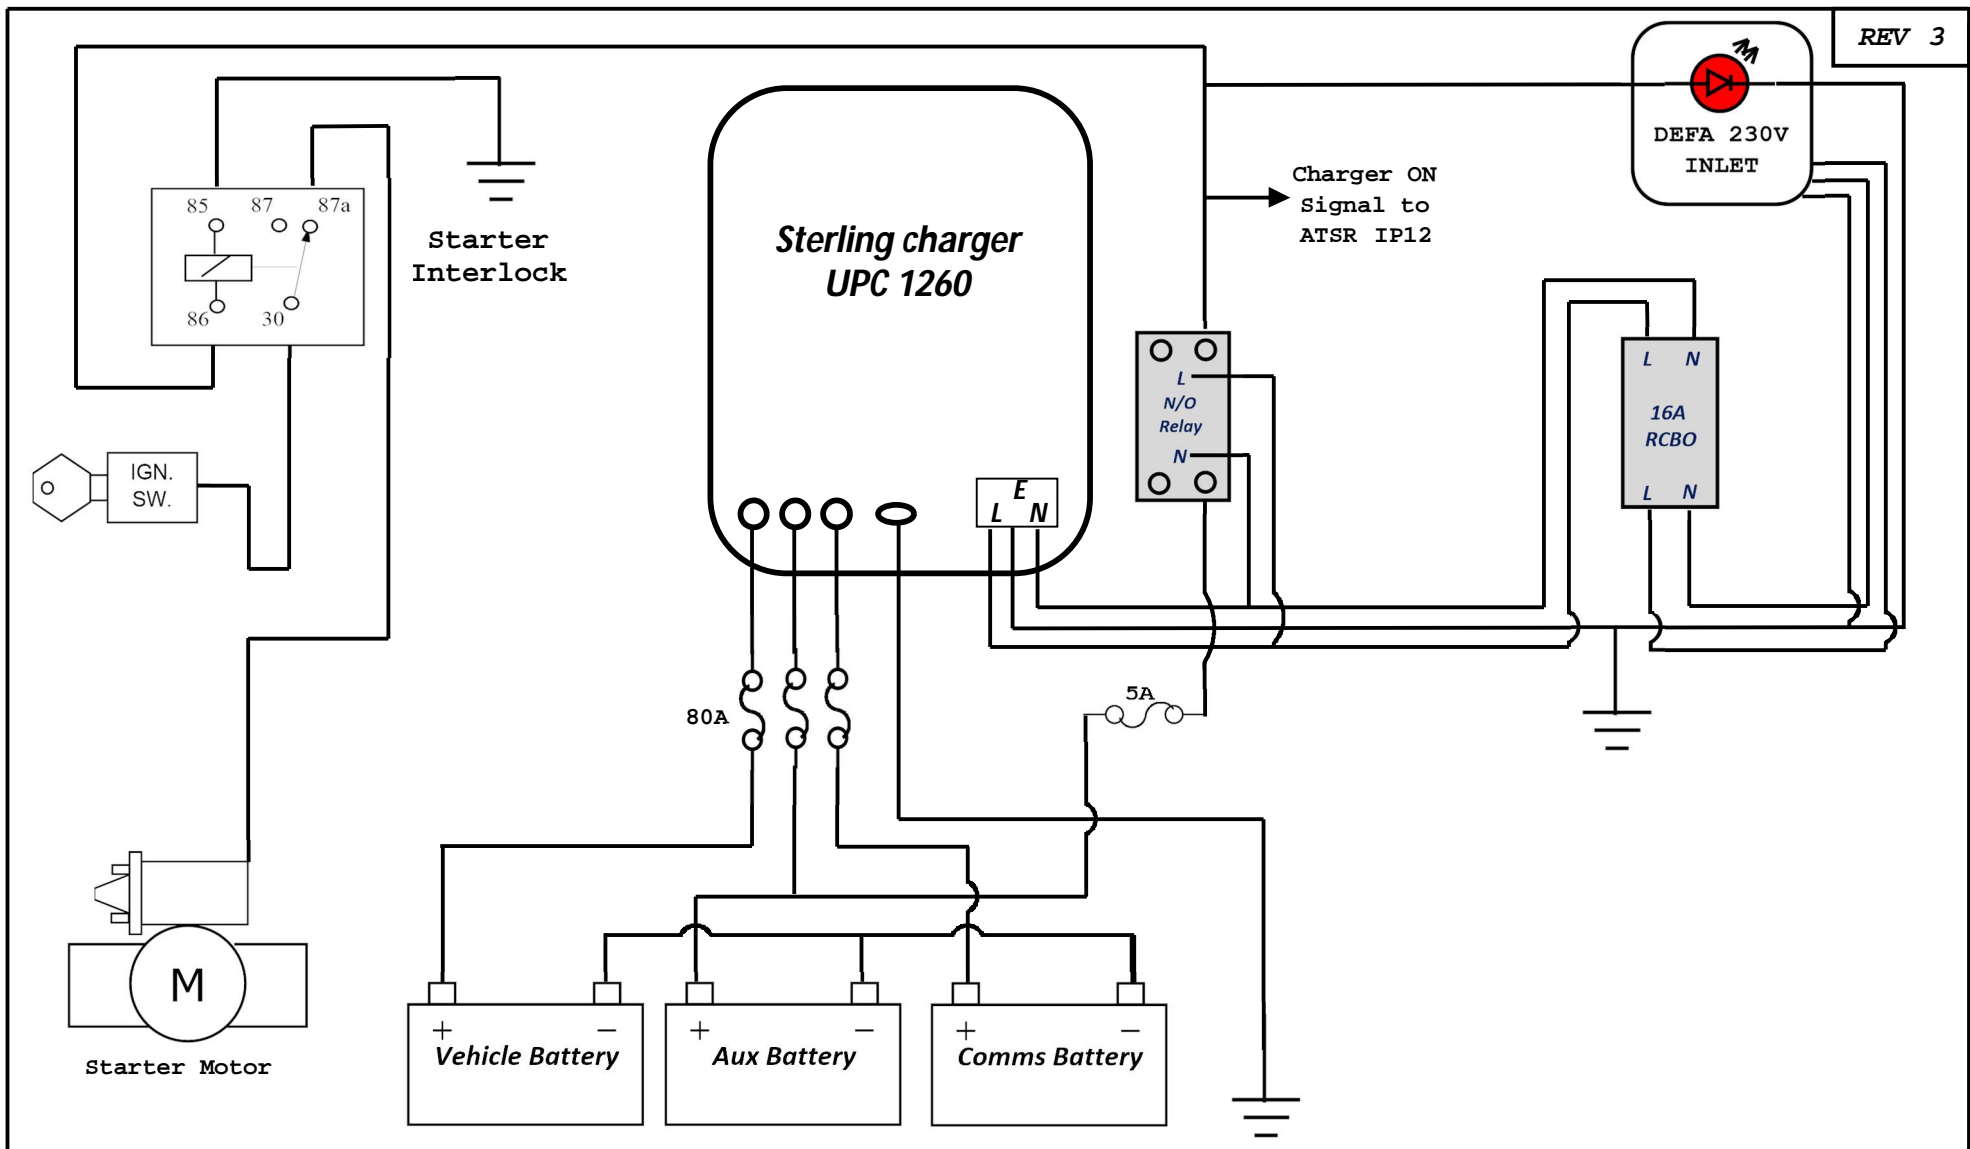 REV 3
DEFA 230V
INLET
Charger ON
Signal to
ATSR IP12
85 87 87a
86 30
Starter
Interlock
Sterling charger
UPC 1260
E
L N
L
N/O
Relay
N
L N
16A
RCBO
L N
IGN.
SW.
80A
5A
M
Starter Motor
+ −
Vehicle Battery
+ −
Aux Battery
+ −
Comms Battery